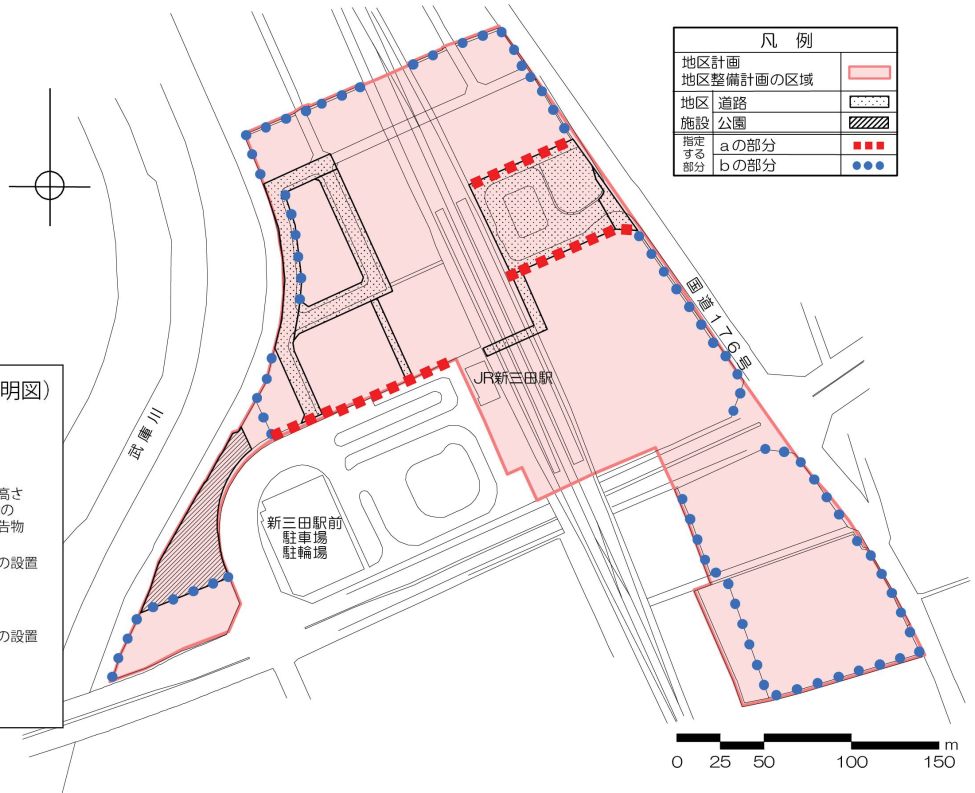 凡 例
地区計画
地区整備計画の区域
地区 道路
施設 公園
指定
する
部分
aの部分
bの部分
国道176号
JR新三田駅
武庫川
新三田駅前
駐車場
駐輪場
明図）
高さ
の
告物
の設置
の設置
0 25 50 100 150 m